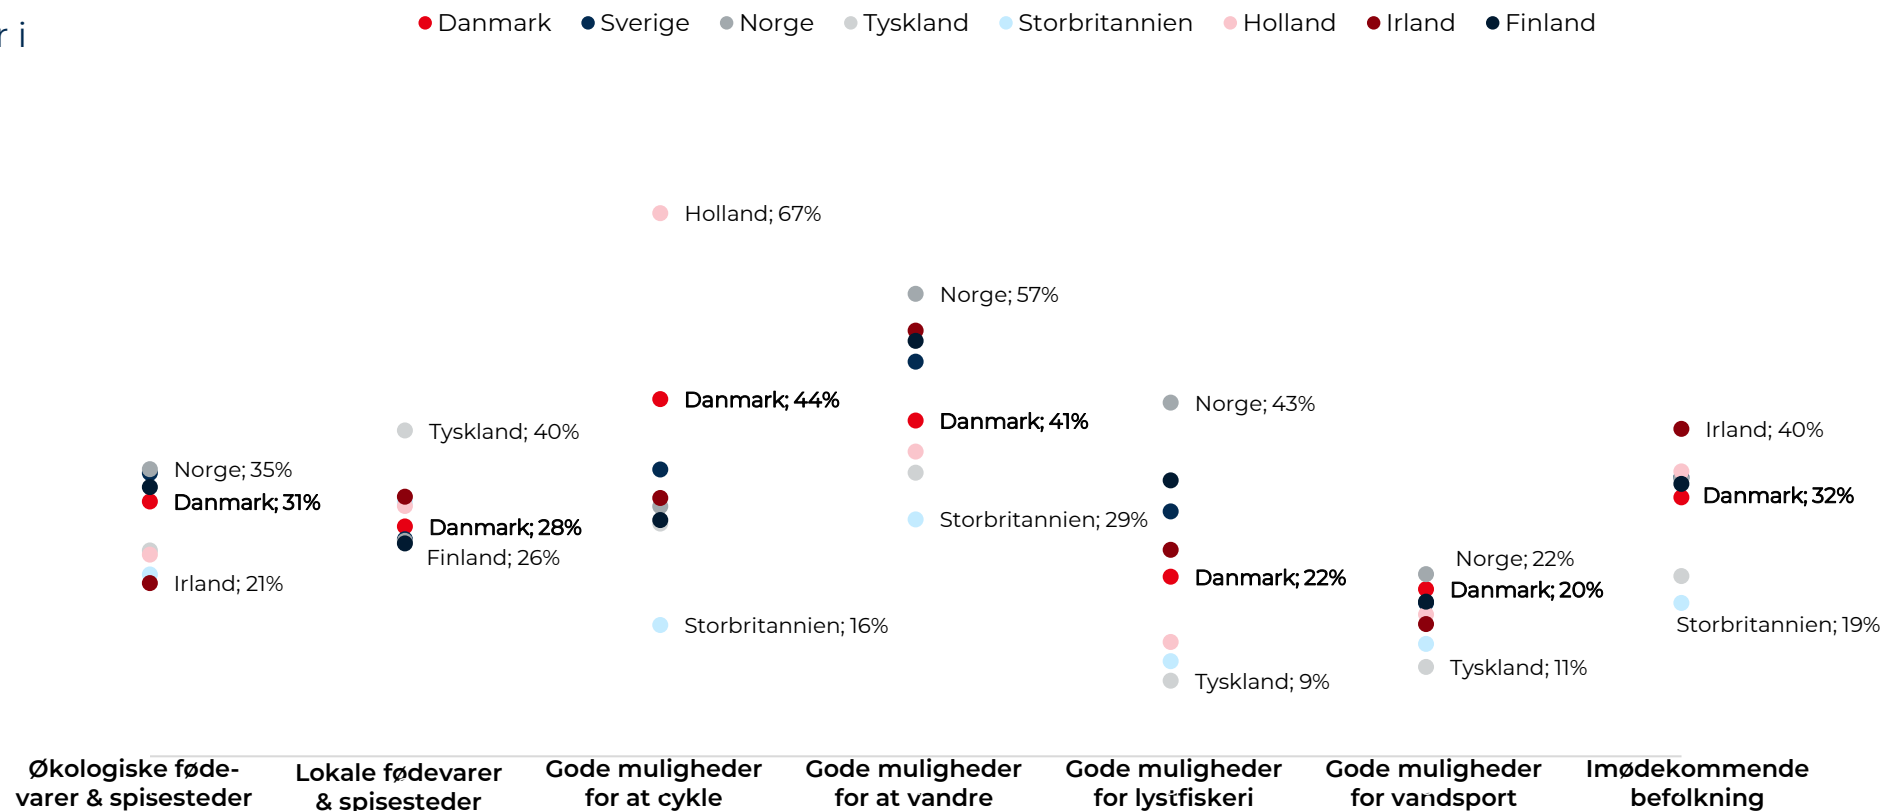 r i
Danmark
Sverige
Norge
Tyskland
Storbritannien
Holland
Irland
Finland
Holland; 67%
Norge; 57%
Danmark; 44%
Norge; 43%
Danmark; 41%
Tyskland; 40%
Irland; 40%
Norge; 35%
Danmark; 31%
Danmark; 32%
Storbritannien; 29%
Danmark; 28%
Finland; 26%
Norge; 22%
Danmark; 22%
Irland; 21%
Danmark; 20%
Storbritannien; 16%
Storbritannien; 19%
Tyskland; 11%
Tyskland; 9%
Økologiske føde-
varer & spisesteder
Lokale fødevarer
& spisesteder
Gode muligheder
for at cykle
Gode muligheder
for at vandre
Gode muligheder
for lystfiskeri
Gode muligheder
for vandsport
Imødekommende
befolkning